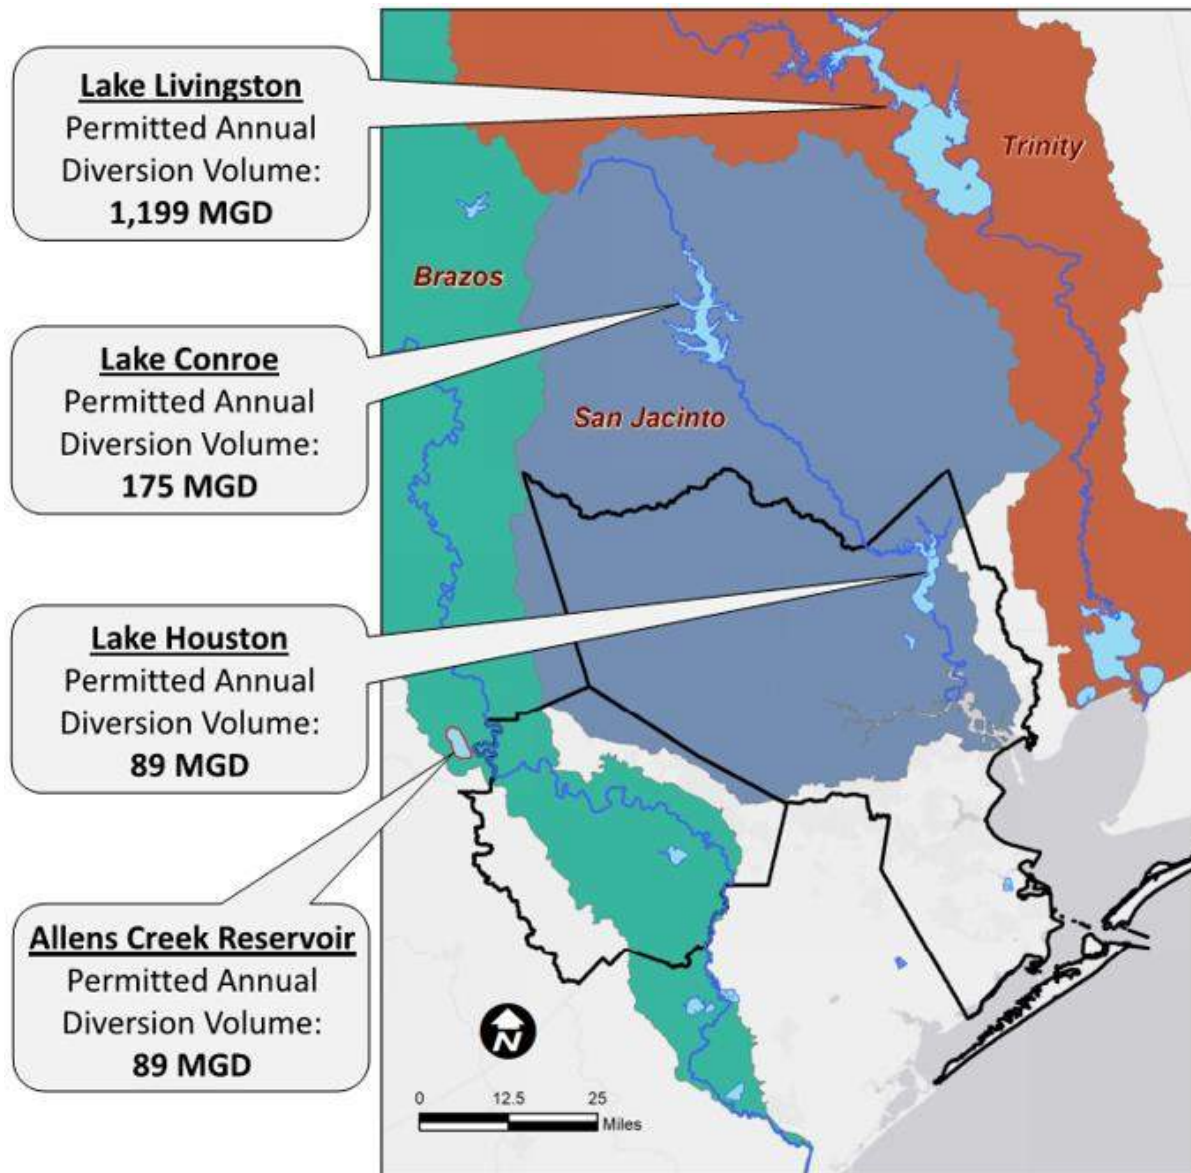 Lake Livingston
Permitted Annual
Diversion Volume:
1,199 MGD
Trinity
Brazos
Lake Conroe
Permitted Annual
Diversion Volume:
175 MGD
San Jacinto
Lake Houston
Permitted Annual
Diversion Volume:
89 MGD
Allens Creek Reservoir
Permitted Annual
Diversion Volume:
89 MGD
N
0 12.5 25
Miles